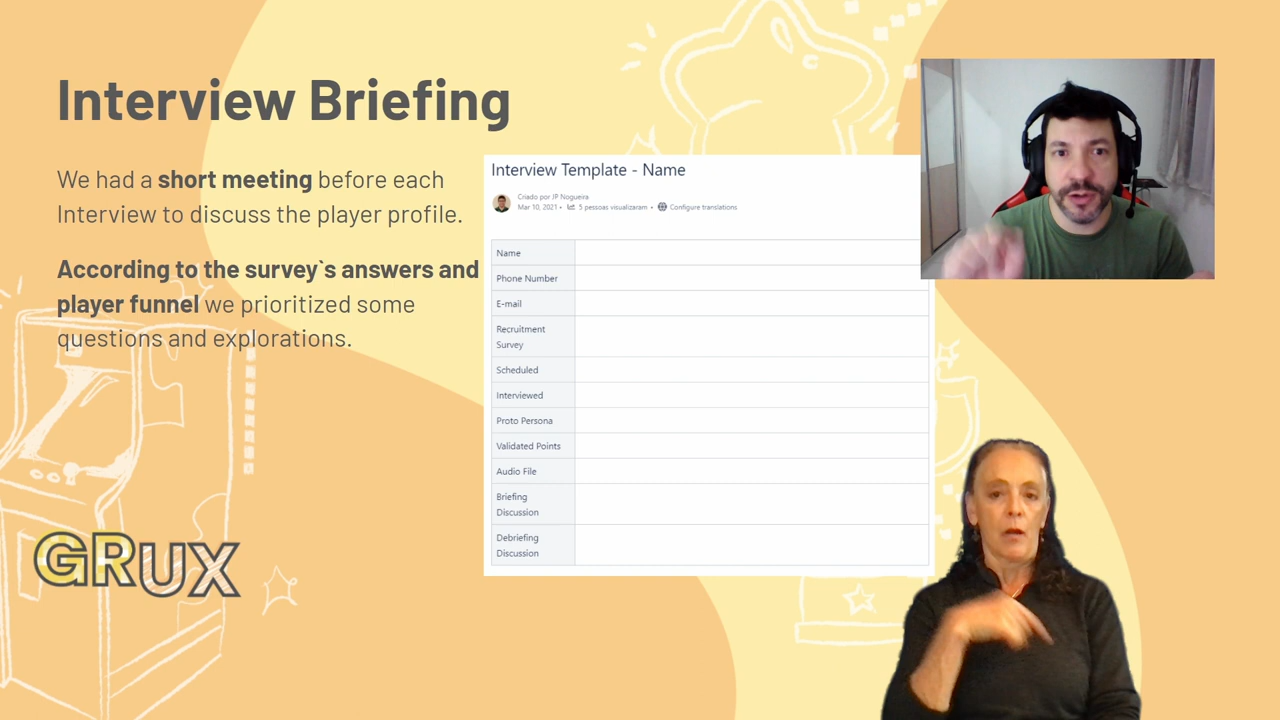 Interview Briefing
We had a short meeting before each
Interview to discuss the player profile.
According to the survey`s answers and
player funnel we prioritized some
questions and explorations.
Interview Template - Name
Criado por JP Nogueira
Mar 10, 2021 • 5 pessoas visualizaram • Configure translations
Name
Phone Number
E-mail
Recruitment
Survey
Scheduled
Interviewed
Proto Persona
Validated Points
Audio File
Briefing
Discussion
Debriefing
Discussion
GRUX